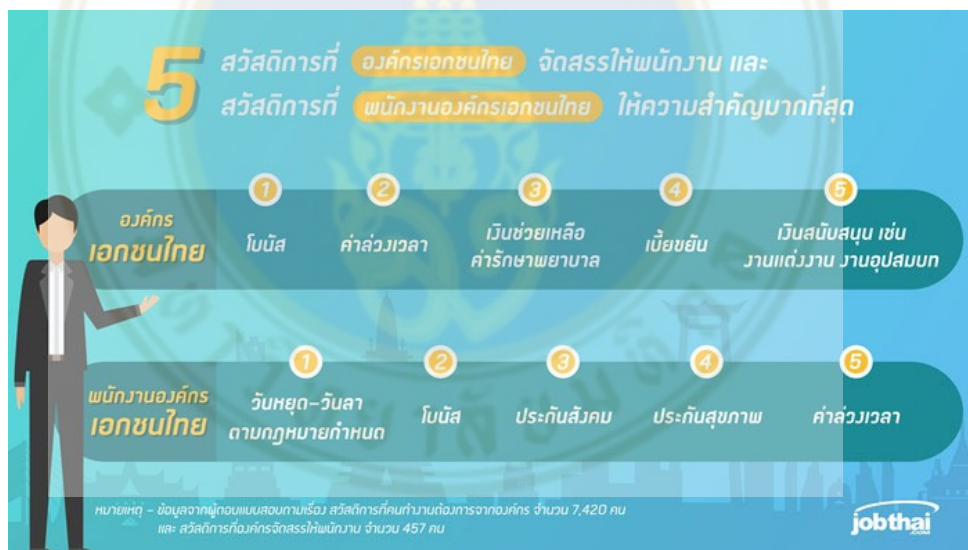 5 สวัสดิการที่ องค์กรเอกชนไทย จัดสรรให้พนักงาน และ
สวัสดิการที่ พนักงานองค์กรเอกชนไทย ให้ความสำคัญมากที่สุด
องค์กร
เอกชนไทย
1
โบนัส
2
ค่าล่วงเวลา
3
เงินช่วยเหลือ
ค่ารักษาพยาบาล
4
เบี้ยขยัน
5
เงินสนับสนุน เช่น
งานแต่งงาน งานอุปสมบท
พนักงานองค์กร
เอกชนไทย
1
วันหยุด-วันลา
ตามกฎหมายกำหนด
2
โบนัส
3
ประกันสังคม
4
ประกันสุขภาพ
5
ค่าล่วงเวลา
หมายเหตุ - ข้อมูลจากผู้ตอบแบบสอบถามเรื่อง สวัสดิการที่คนทำงานต้องการจากองค์กร จำนวน 7,420 คน
และ สวัสดิการที่องค์กรจัดสรรให้พนักงาน จำนวน 457 คน
jobthai
.COM